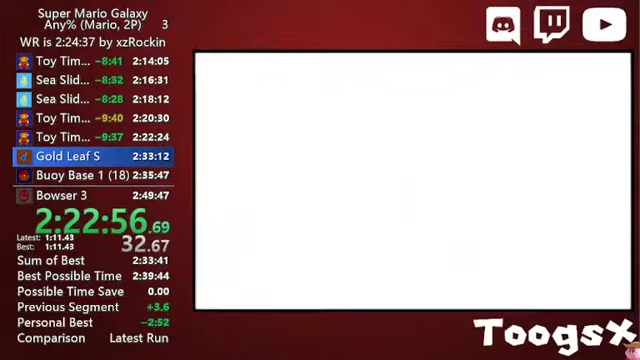 Super Mario Galaxy
Any% (Mario, 2P) 3
WR is 2:24:37 by xzRockin
Toy Tim... −8:41 2:14:05
Sea Slid... −8:32 2:16:31
Sea Slid... −8:28 2:18:12
Toy Tim... −9:40 2:20:30
Toy Tim... −9:37 2:22:24
Gold Leaf S 2:33:12
Buoy Base 1 (18) 2:35:47
Bowser 3 2:49:47
2:22:56.69
Latest: 1:11.43
Best: 1:11.43
32.67
Sum of Best 2:33:41
Best Possible Time 2:39:44
Possible Time Save 0.00
Previous Segment +3.6
Personal Best −2:52
Comparison Latest Run
Toogsx